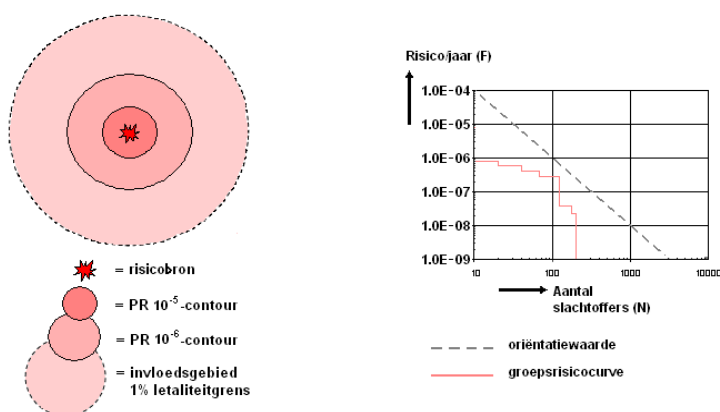 = risicobron
= PR 10-5-contour
= PR 10-6-contour
= invloedsgebied
1% letaliteitgrens
Risico/jaar (F)
1.0E-04
1.0E-05
1.0E-06
1.0E-07
1.0E-08
1.0E-09
10 100 1000 10000
Aantal
slachtoffers (N)
oriëntatiewaarde
groepsrisicocurve